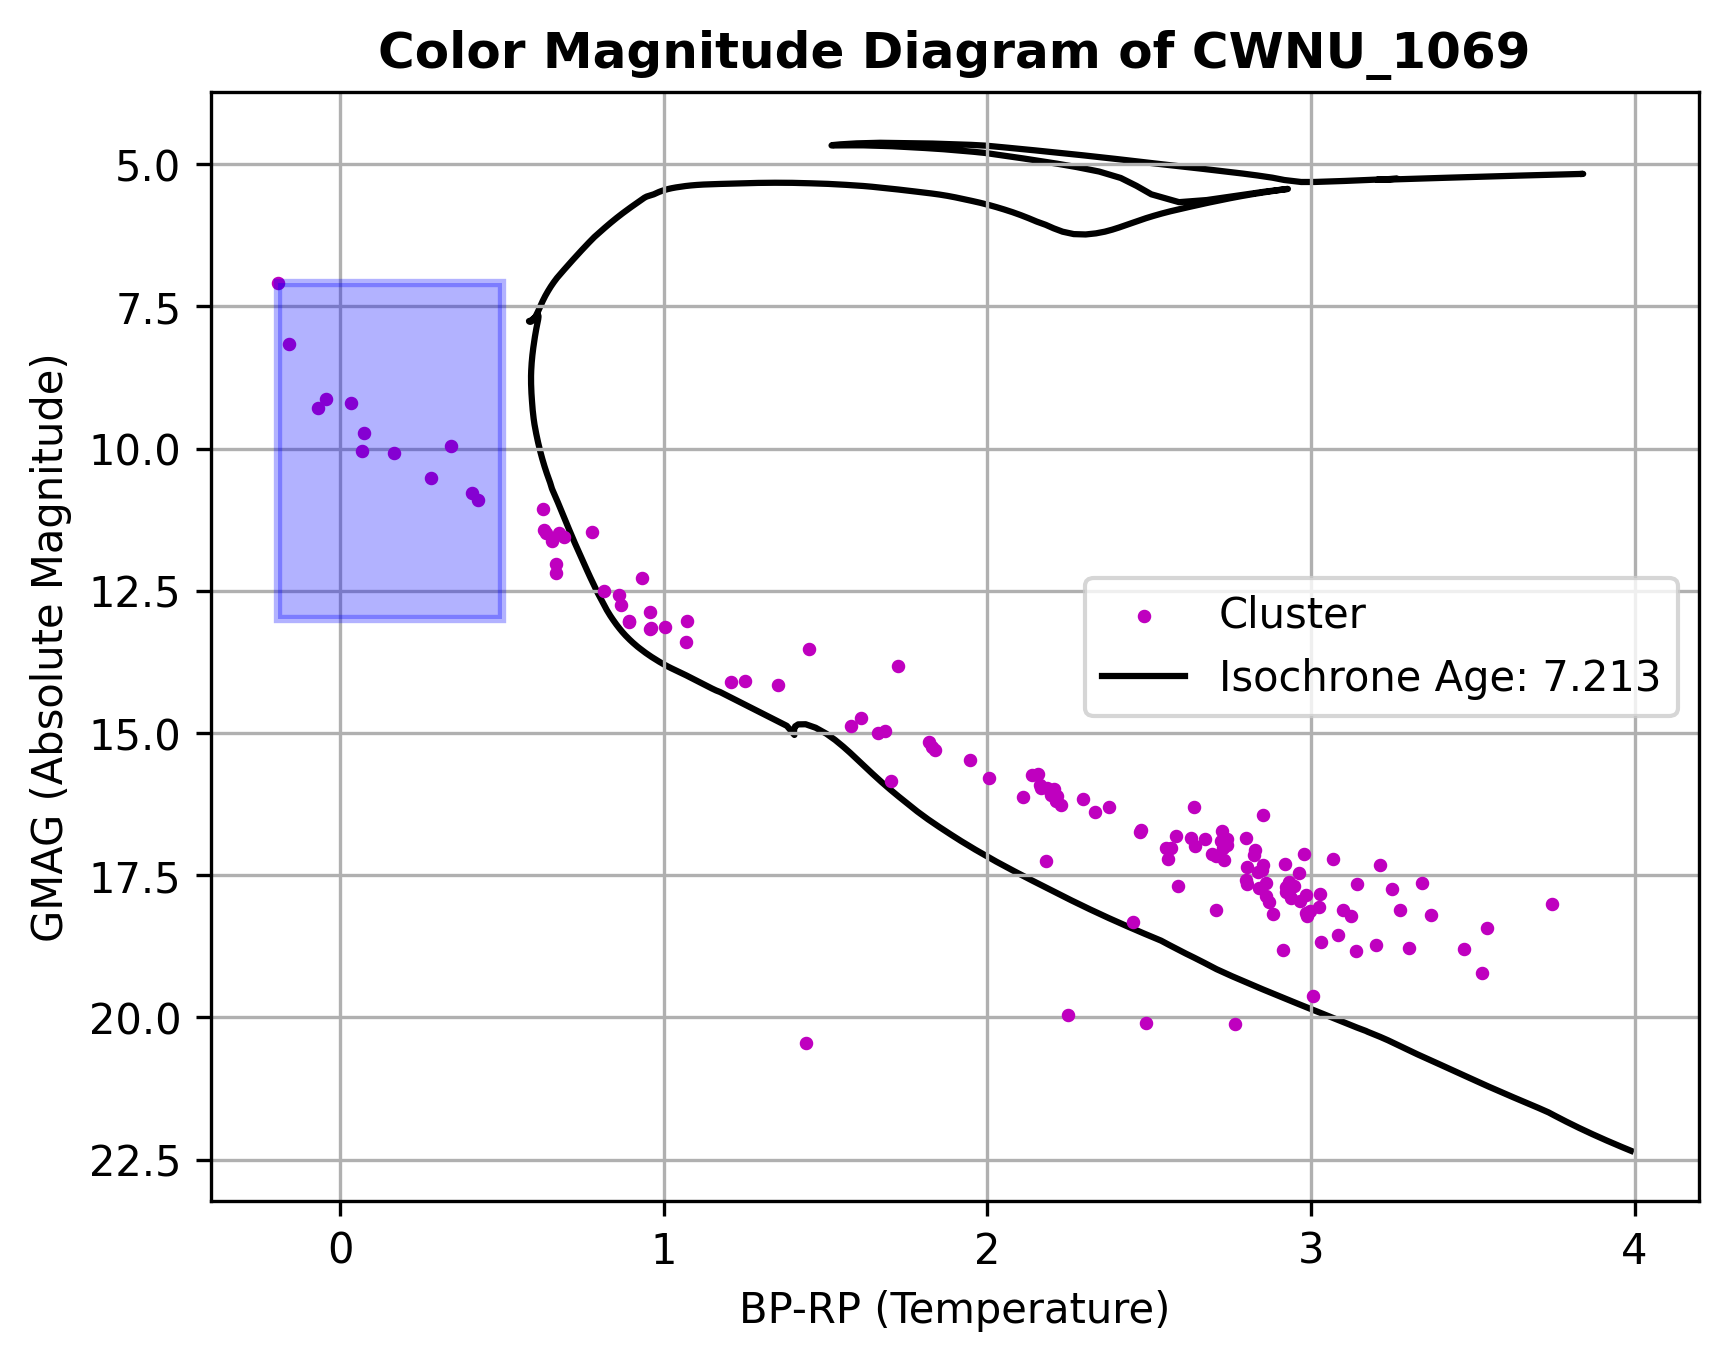 Color Magnitude Diagram of CWNU_1069
GMAG (Absolute Magnitude)
5.0
7.5
10.0
12.5
15.0
17.5
20.0
22.5
Cluster
Isochrone Age: 7.213
0 1 2 3 4
BP-RP (Temperature)